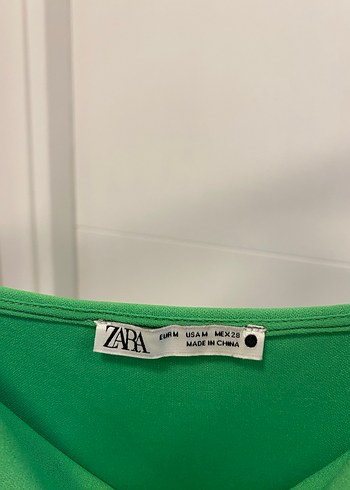 ZARA
EUR M USA M MEX 28
MADE IN CHINA